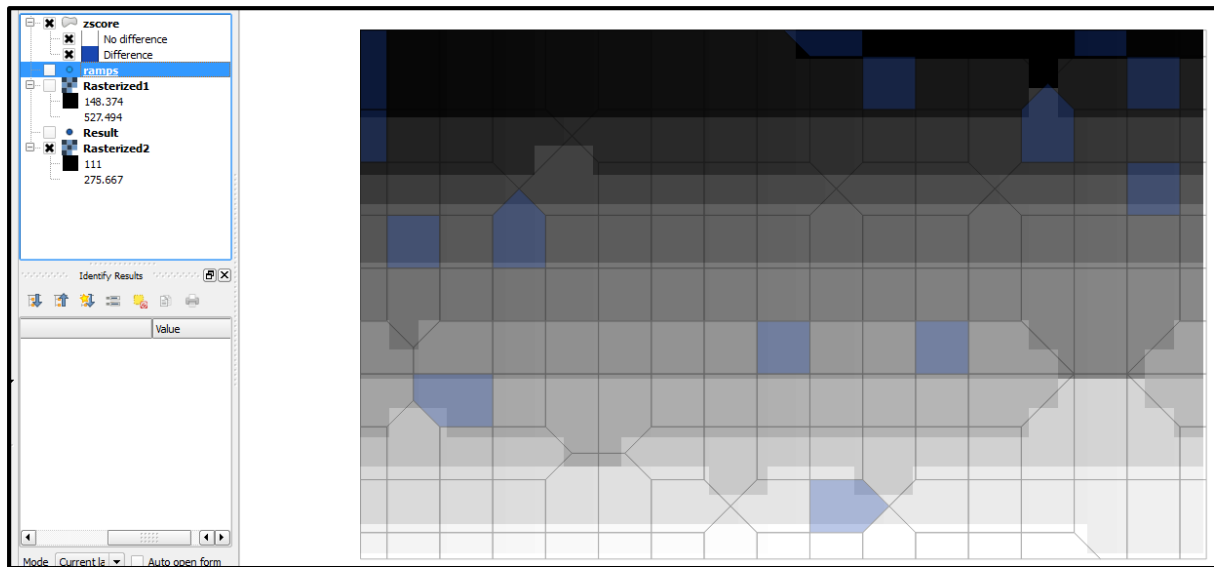 zscore
No difference
Difference
ramps
Rasterized1
148.374
527.494
Result
Rasterized2
111
275.667
Identify Results
Value
Mode Current la Auto open form